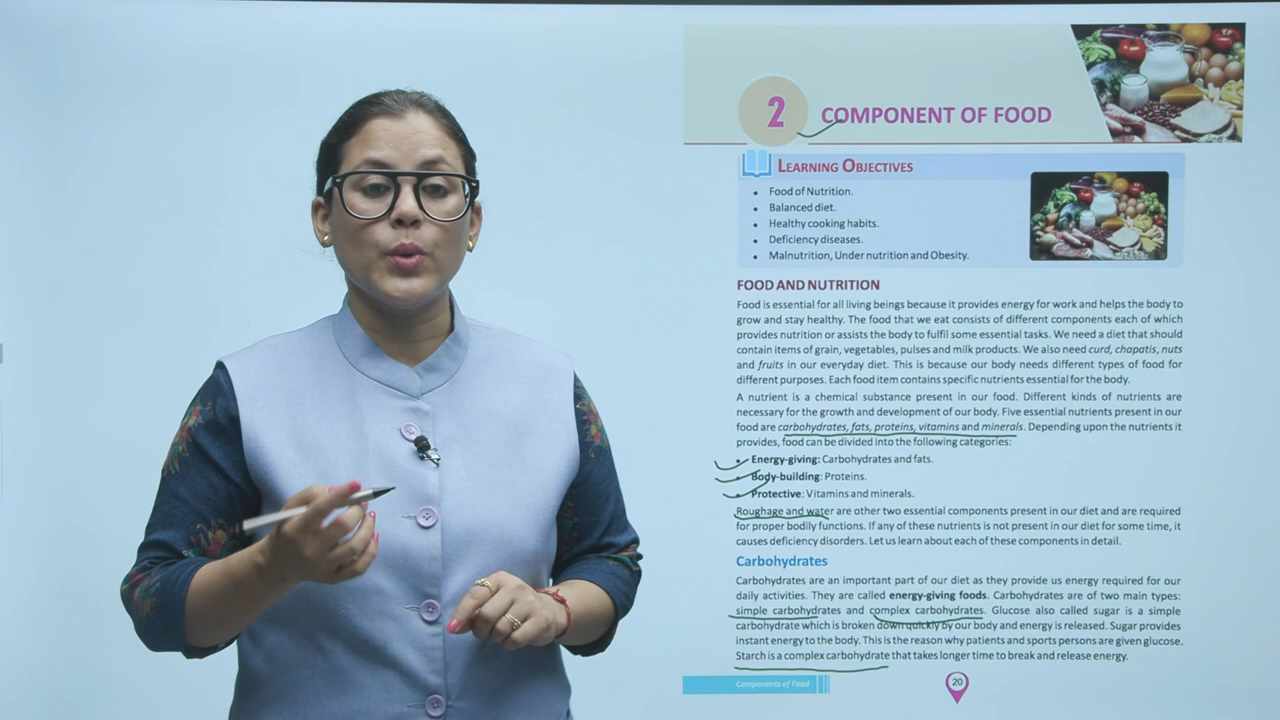 2 COMPONENT OF FOOD
LEARNING OBJECTIVES
• Food of Nutrition.
• Balanced diet.
• Healthy cooking habits.
• Deficiency diseases.
• Malnutrition, Under nutrition and Obesity.
FOOD AND NUTRITION
Food is essential for all living beings because it provides energy for work and helps the body to
grow and stay healthy. The food that we eat consists of different components each of which
provides nutrition or assists the body to fulfil some essential tasks. We need a diet that should
contain items of grain, vegetables, pulses and milk products. We also need curd, chapatis, nuts
and fruits in our everyday diet. This is because our body needs different types of food for
different purposes. Each food item contains specific nutrients essential for the body.
A nutrient is a chemical substance present in our food. Different kinds of nutrients are
necessary for the growth and development of our body. Five essential nutrients present in our
food are carbohydrates, fats, proteins, vitamins and minerals. Depending upon the nutrients it
provides, food can be divided into the following categories:
• Energy-giving: Carbohydrates and fats.
• Body-building: Proteins.
• Protective: Vitamins and minerals.
Roughage and water are other two essential components present in our diet and are required
for proper bodily functions. If any of these nutrients is not present in our diet for some time, it
causes deficiency disorders. Let us learn about each of these components in detail.
Carbohydrates
Carbohydrates are an important part of our diet as they provide us energy required for our
daily activities. They are called energy-giving foods. Carbohydrates are of two main types:
simple carbohydrates and complex carbohydrates. Glucose also called sugar is a simple
carbohydrate which is broken down quickly by our body and energy is released. Sugar provides
instant energy to the body. This is the reason why patients and sports persons are given glucose.
Starch is a complex carbohydrate that takes longer time to break and release energy.
Components of Food
20